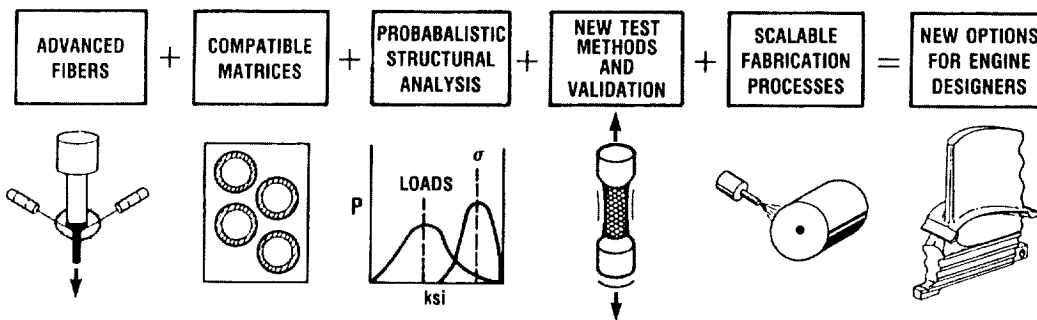 ADVANCED
FIBERS
+
COMPATIBLE
MATRICES
+
PROBABALISTIC
STRUCTURAL
ANALYSIS
+
NEW TEST
METHODS
AND
VALIDATION
+
SCALABLE
FABRICATION
PROCESSES
=
NEW OPTIONS
FOR ENGINE
DESIGNERS
P
LOADS
σ
ksi